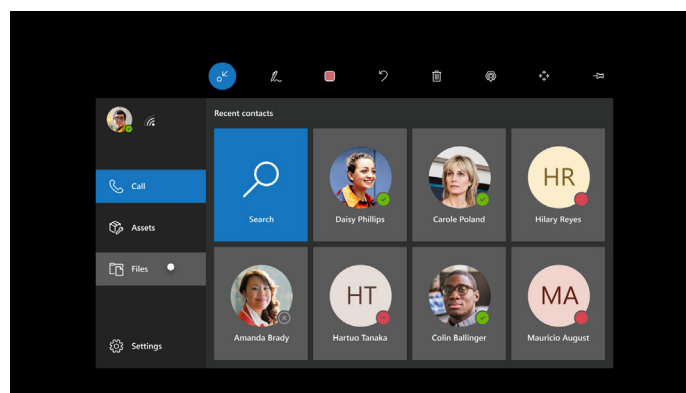 Recent contacts
Call
Assets
Files
Settings
Search
Daisy Phillips
Carole Poland
HR
Hilary Reyes
Amanda Brady
HT
Hartuo Tanaka
Colin Ballinger
MA
Mauricio August